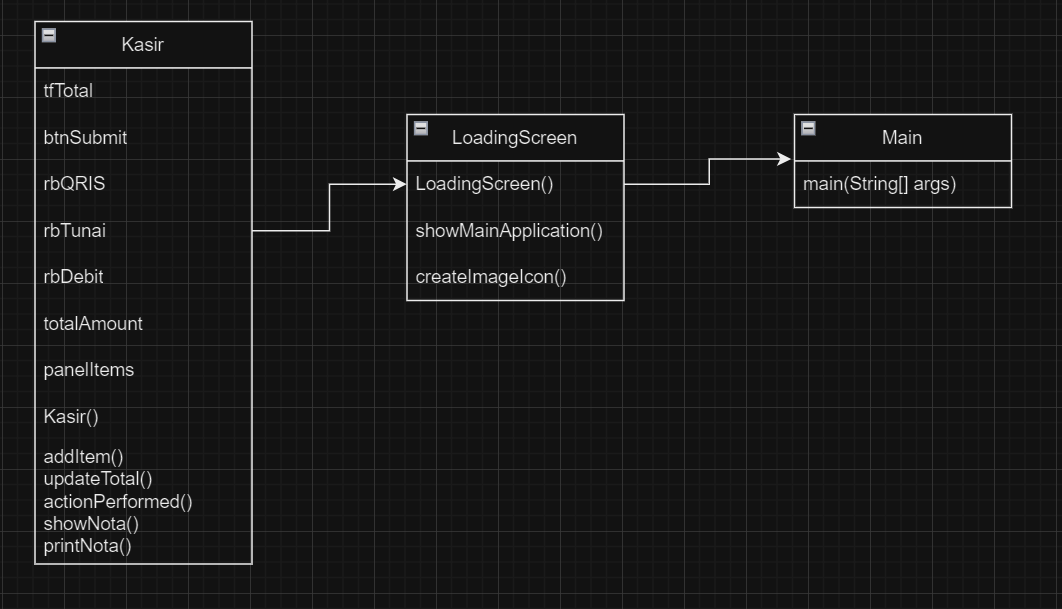 Kasir
tfTotal
btnSubmit
rbQRIS
rbTunai
rbDebit
totalAmount
panelItems
Kasir()
addItem()
updateTotal()
actionPerformed()
showNota()
printNota()
LoadingScreen
LoadingScreen()
showMainApplication()
createImageIcon()
Main
main(String[] args)